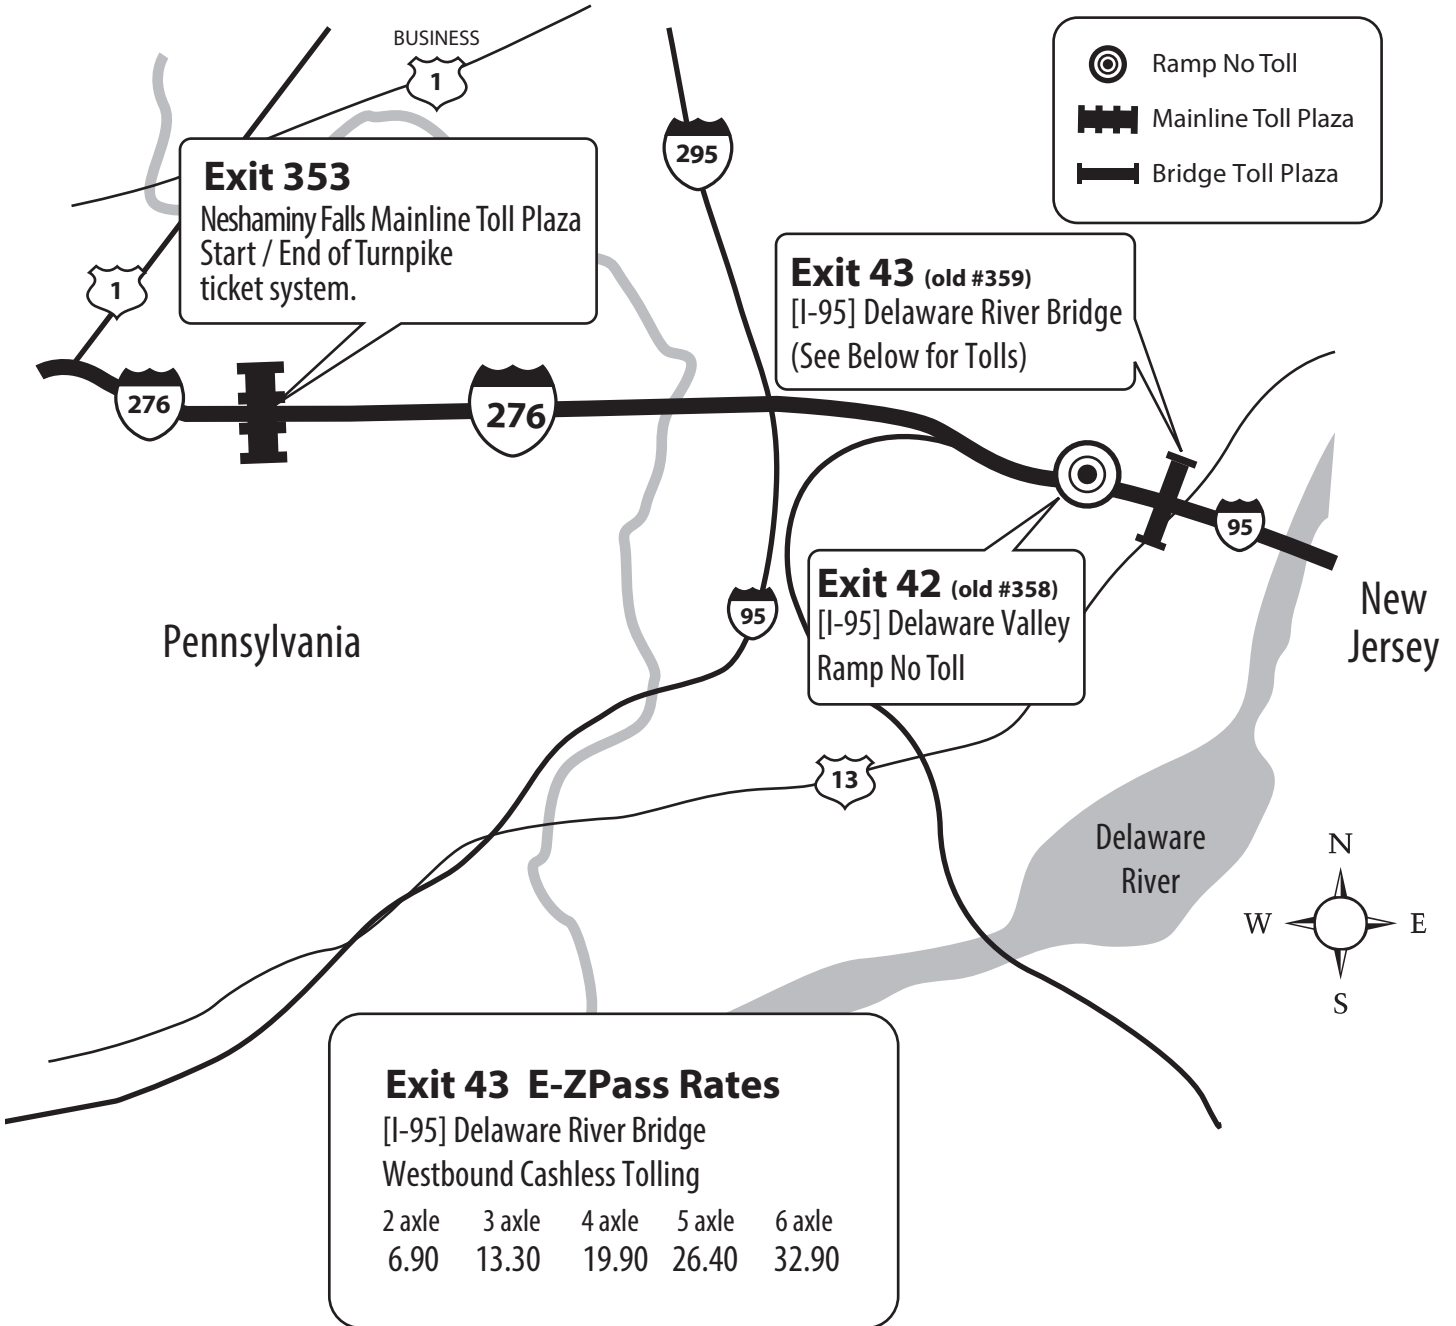 BUSINESS
1
Ramp No Toll
Mainline Toll Plaza
Bridge Toll Plaza
295
Exit 353
Neshaminy Falls Mainline Toll Plaza
Start / End of Turnpike
ticket system.
1
Exit 43 (old #359)
[I-95] Delaware River Bridge
(See Below for Tolls)
276
276
95
Exit 42 (old #358)
[I-95] Delaware Valley
Ramp No Toll
95
New
Jersey
Pennsylvania
13
Delaware
River
N
W E
S
Exit 43 E-ZPass Rates
[I-95] Delaware River Bridge
Westbound Cashless Tolling
2 axle 3 axle 4 axle 5 axle 6 axle
6.90 13.30 19.90 26.40 32.90